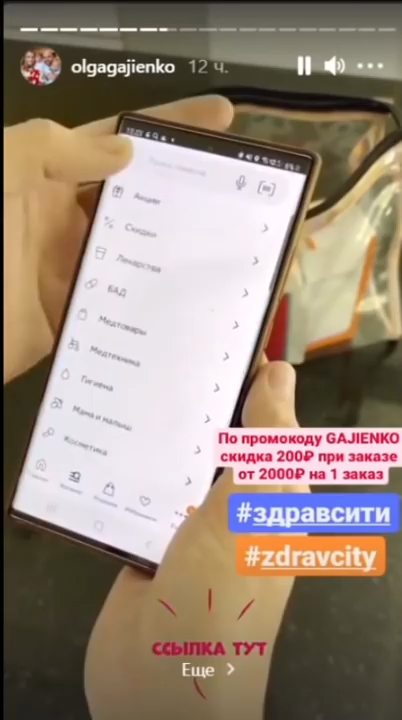 olgagajienko 12 ч.
Акции
Скидки
Лекарства
БАД
Медтовары
Медтехника
Гигиена
Мама и малыш
Косметика
По промокоду GAJIENKO
скидка 200₽ при заказе
от 2000₽ на 1 заказ
#здравсити
#zdravcity
ССЫЛКА ТУТ
Еще